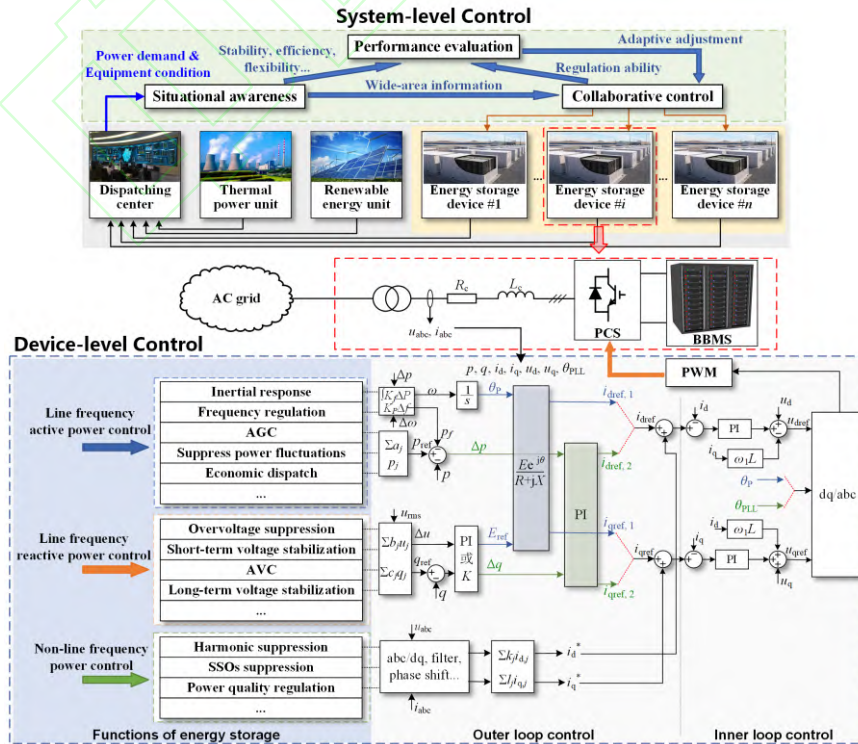 System-level Control
Power demand &
Equipment condition
Stability, efficiency,
flexibility...
Performance evaluation
Adaptive adjustment
Regulation ability
Situational awareness
Wide-area information
Collaborative control
Dispatching
center
Thermal
power unit
Renewable
energy unit
Energy storage
device #1
...
Energy storage
device #i
...
Energy storage
device #n
AC grid
Rc
Lc
uabc, iabc
PCS
BBMS
Device-level Control
p, q, id, iq, ud, uq, θPLL
PWM
Line frequency
active power control
Inertial response
Frequency regulation
AGC
Suppress power fluctuations
Economic dispatch
...
Δp
∫KfΔP
KPΔf
Δω
ω
1
s
θP
pf
Σaj
pj
pref
p
Δp
Eejθ
R+jX
PI
idref, 1
idref, 2
idref
id
PI
ud
udref
iq
ω1L
θP
θPLL
dq/abc
Line frequency
reactive power control
Overvoltage suppression
Short-term voltage stabilization
AVC
Long-term voltage stabilization
...
urms
Σbjuj
Σcjqj
Δu
qref
q
PI
或
K
Eref
Δq
iqref, 1
iqref, 2
iqref
iq
PI
id
ω1L
uqref
uq
Non-line frequency
power control
Harmonic suppression
SSOs suppression
Power quality regulation
...
uabc
abc/dq, filter,
phase shift...
iabc
Σkjid,j
Σljiq,j
id*
iq*
Functions of energy storage
Outer loop control
Inner loop control